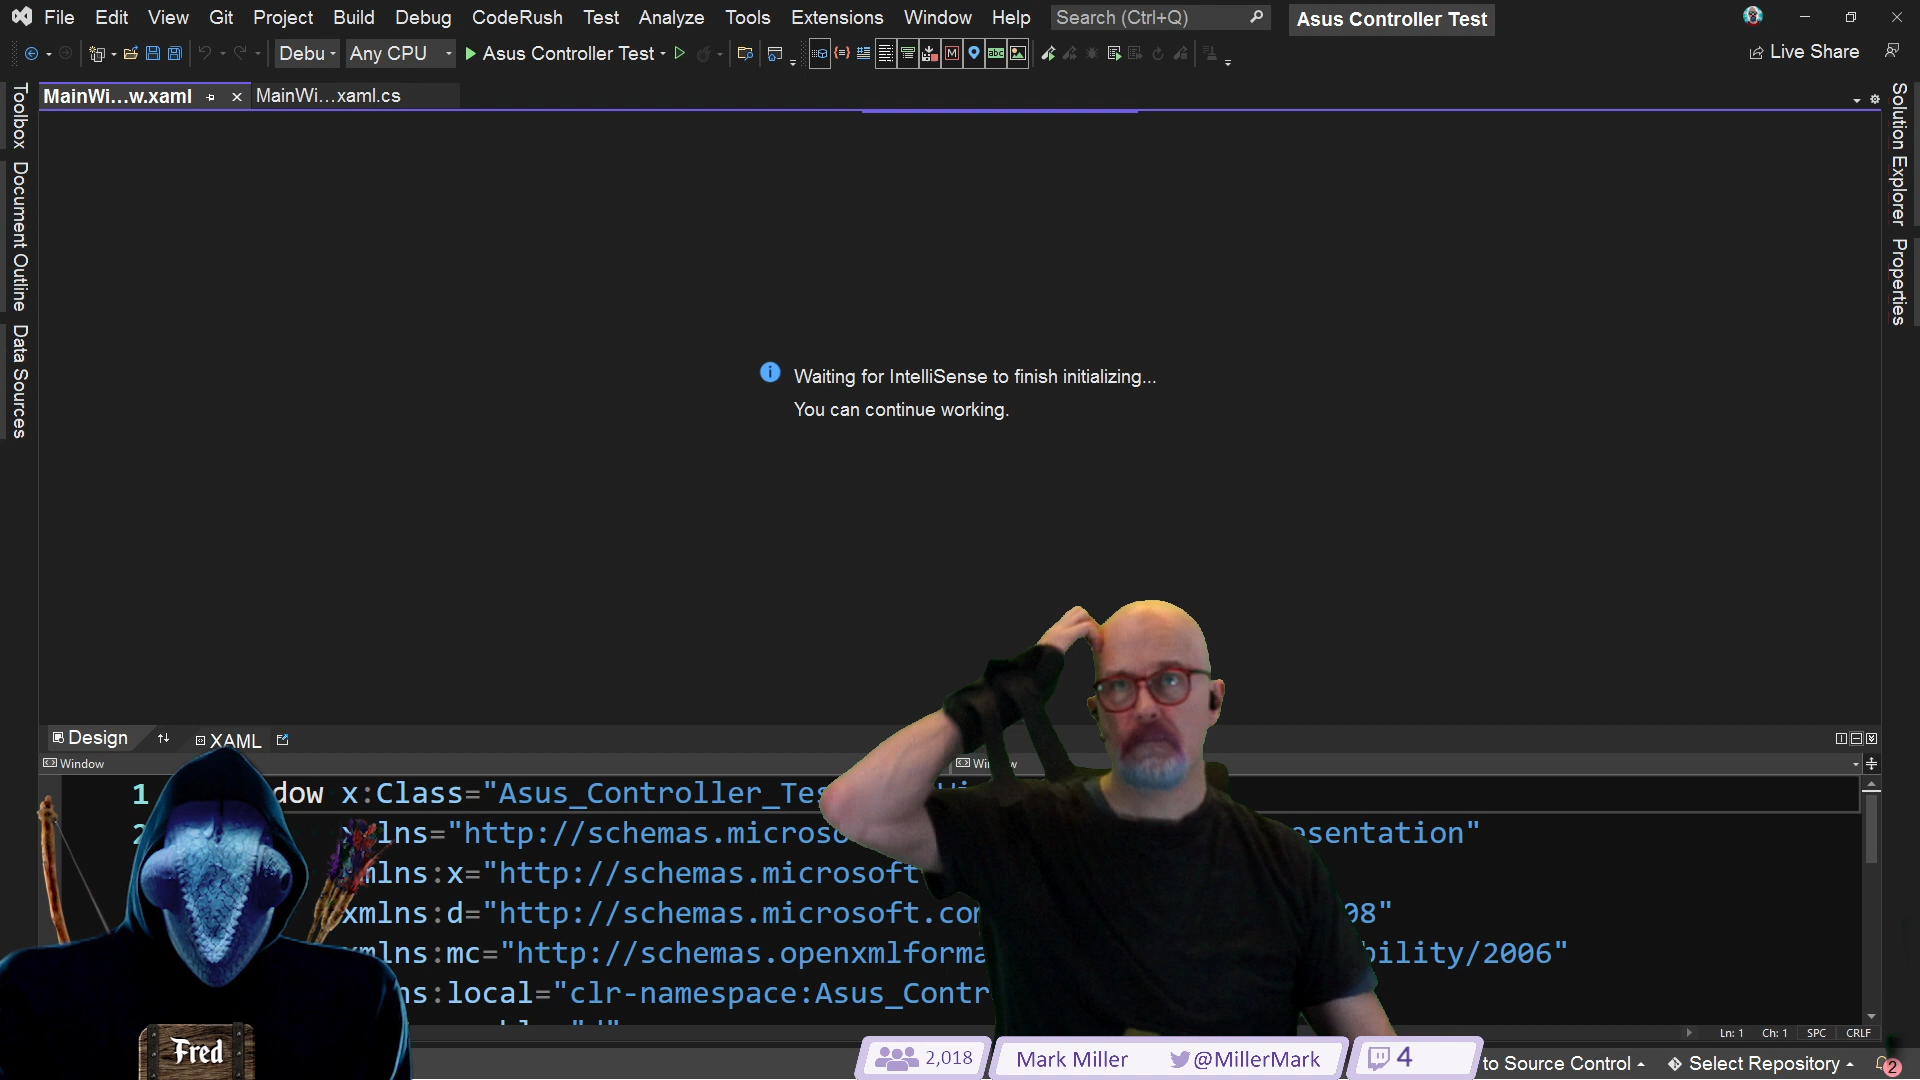 File Edit View Git Project Build Debug CodeRush Test Analyze Tools Extensions Window Help Search (Ctrl+Q) Asus Controller Test
Debu Any CPU Asus Controller Test Live Share
MainWi...w.xaml MainWi...xaml.cs
Toolbox
Document Outline
Data Sources
Solution Explorer
Properties
Waiting for IntelliSense to finish initializing...
You can continue working.
Design XAML
Window
1 dow x:Class="Asus_Controller_Tes
xmlns="http://schemas.microso esentation"
mlns:x="http://schemas.microsoft
xmlns:d="http://schemas.microsoft.com 08"
xmlns:mc="http://schemas.openxmlforma bility/2006"
ns:local="clr-namespace:Asus_Contr
Ln: 1 Ch: 1 SPC CRLF
Fred
2,018 Mark Miller @MillerMark 4 to Source Control Select Repository 2